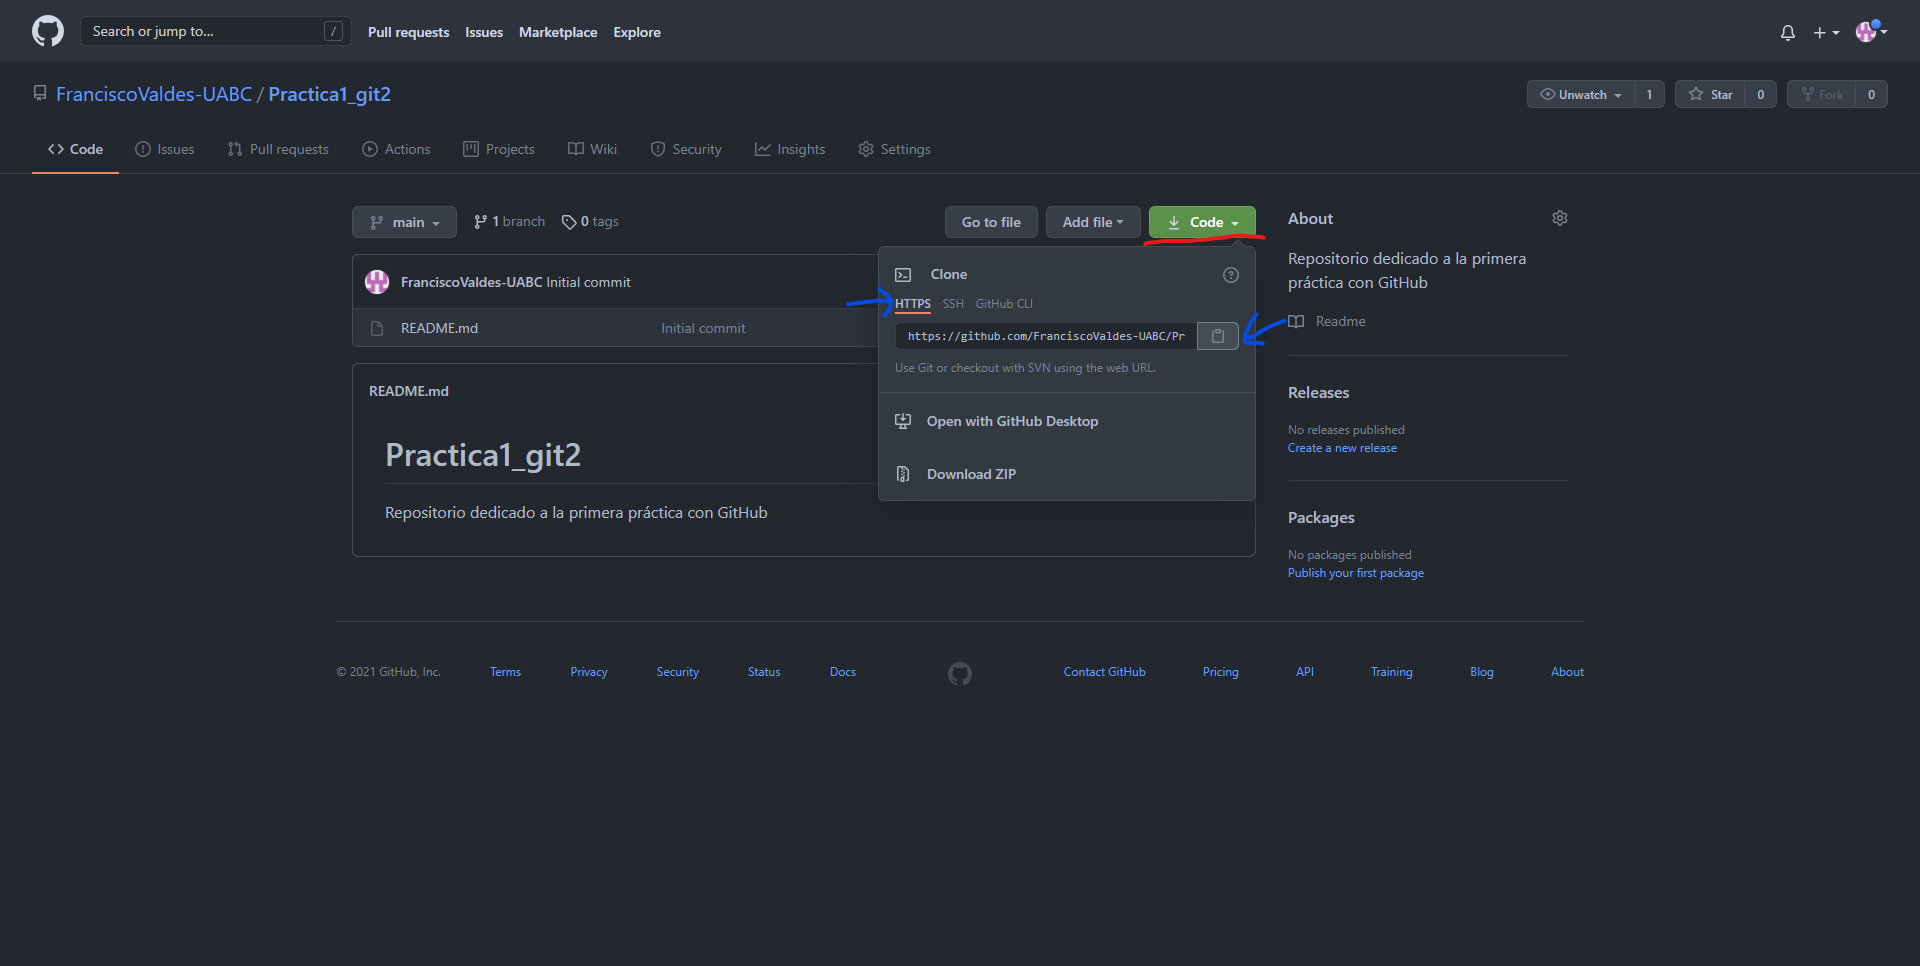 Search or jump to... /
Pull requests Issues Marketplace Explore
FranciscoValdes-UABC / Practica1_git2
Unwatch 1 Star 0 Fork 0
Code Issues Pull requests Actions Projects Wiki Security Insights Settings
main 1 branch 0 tags
Go to file Add file Code
FranciscoValdes-UABC Initial commit
README.md Initial commit
Clone
HTTPS SSH GitHub CLI
https://github.com/FranciscoValdes-UABC/Pr
Use Git or checkout with SVN using the web URL.
Open with GitHub Desktop
Download ZIP
README.md
Practica1_git2
Repositorio dedicado a la primera práctica con GitHub
About
Repositorio dedicado a la primera
práctica con GitHub
Readme
Releases
No releases published
Create a new release
Packages
No packages published
Publish your first package
© 2021 GitHub, Inc. Terms Privacy Security Status Docs Contact GitHub Pricing API Training Blog About